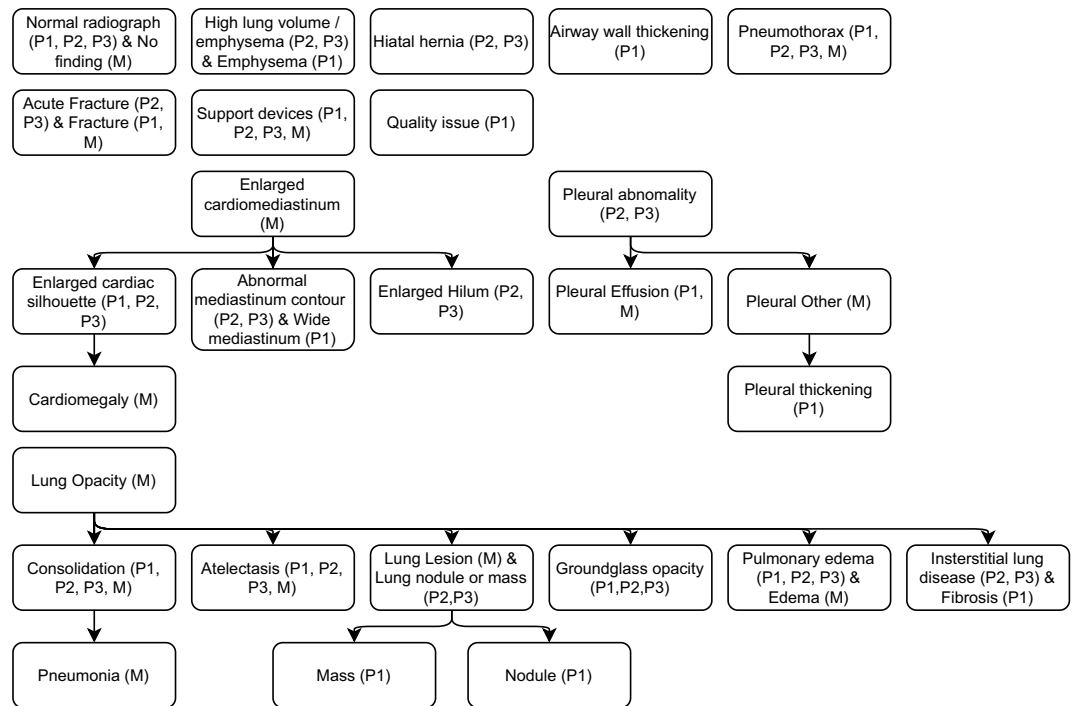 Normal radiograph
(P1, P2, P3) & No
finding (M)
High lung volume /
emphysema (P2, P3)
& Emphysema (P1)
Hiatal hernia (P2, P3)
Airway wall thickening
(P1)
Pneumothorax (P1,
P2, P3, M)
Acute Fracture (P2,
P3) & Fracture (P1,
M)
Support devices (P1,
P2, P3, M)
Quality issue (P1)
Enlarged
cardiomediastinum
(M)
Pleural abnomality
(P2, P3)
Enlarged cardiac
silhouette (P1, P2,
P3)
Abnormal
mediastinum contour
(P2, P3) & Wide
mediastinum (P1)
Enlarged Hilum (P2,
P3)
Pleural Effusion (P1,
M)
Pleural Other (M)
Cardiomegaly (M)
Pleural thickening
(P1)
Lung Opacity (M)
Consolidation (P1,
P2, P3, M)
Atelectasis (P1, P2,
P3, M)
Lung Lesion (M) &
Lung nodule or mass
(P2,P3)
Groundglass opacity
(P1,P2,P3)
Pulmonary edema
(P1, P2, P3) &
Edema (M)
Insterstitial lung
disease (P2, P3) &
Fibrosis (P1)
Pneumonia (M)
Mass (P1)
Nodule (P1)